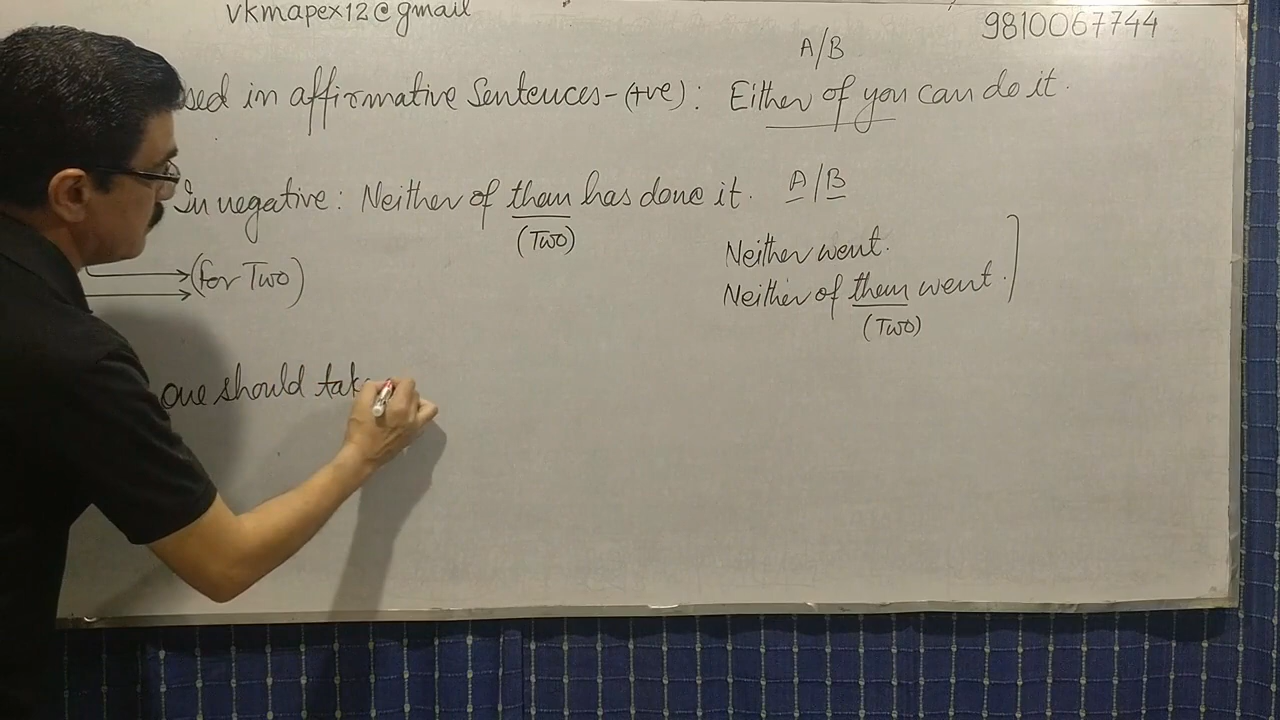 vkmapex12@gmail 9810067744
A/B
sed in affirmative Sentences - (+ve) : Either of you can do it.
In negative : Neither of them has done it. A/B
(Two)
(for Two)
Neither went.
Neither of them went.
(Two)
one should tak